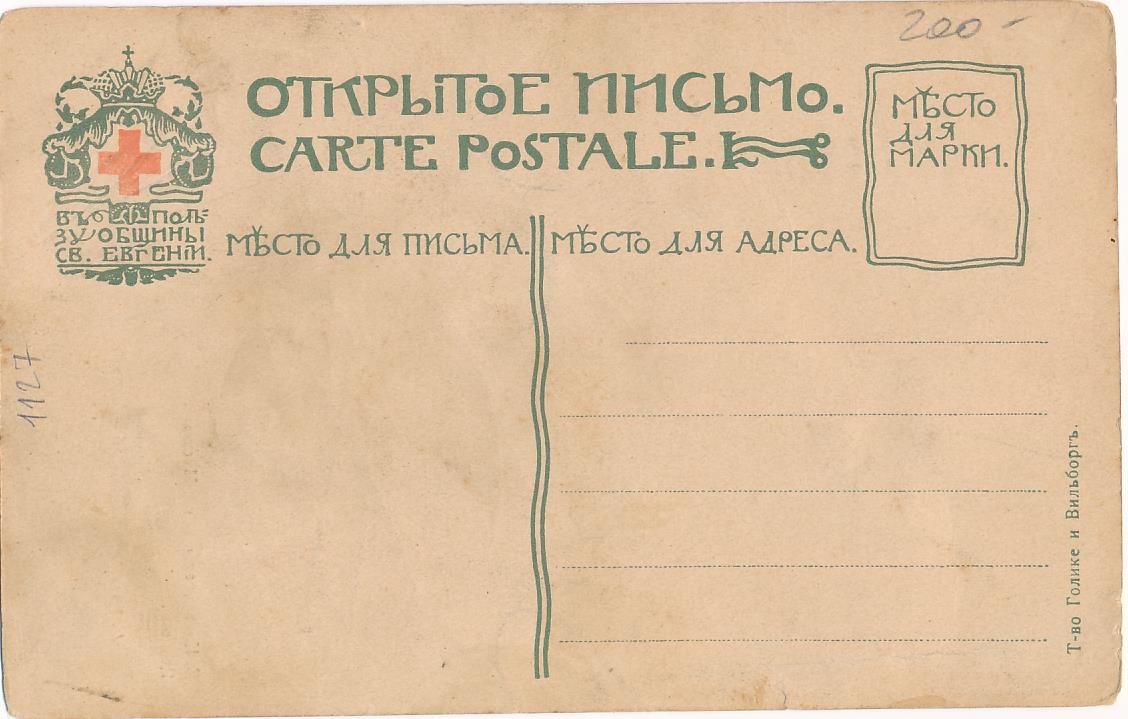 200-
ОТКРЫТОЕ ПИСЬМО.
CARTE POSTALE.
МѢСТО
ДЛЯ
МАРКИ.
ВЪ ПОЛЬ=
ЗУ ОБЩИНЫ
СВ. ЕВГЕНІИ.
МѢСТО ДЛЯ ПИСЬМА.
МѢСТО ДЛЯ АДРЕСА.
1127
Т-во Голике и Вильборгъ.